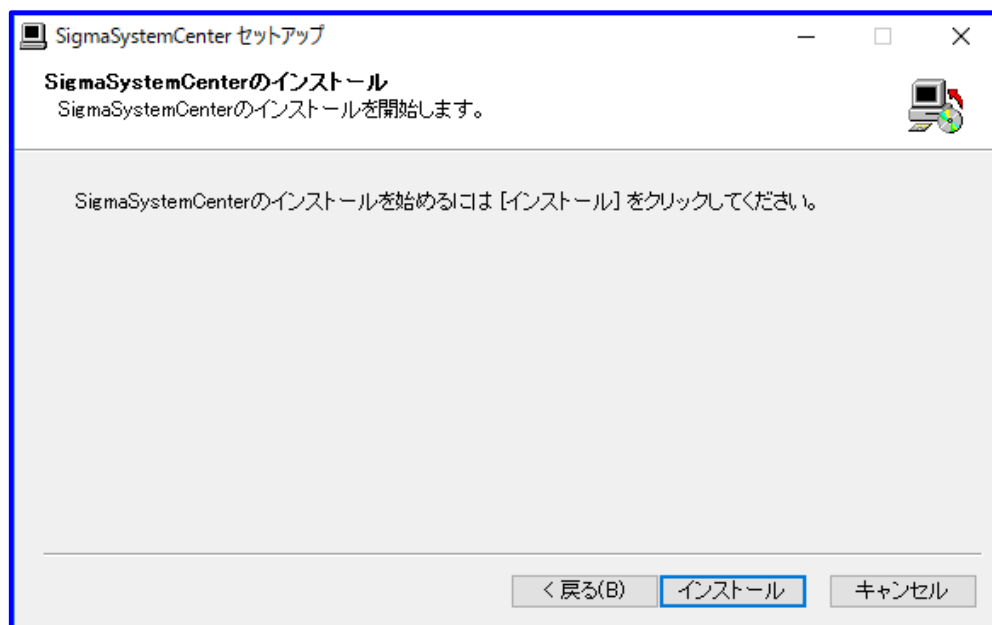 SigmaSystemCenter セットアップ
SigmaSystemCenterのインストール
SigmaSystemCenterのインストールを開始します。
SigmaSystemCenterのインストールを始めるには [インストール] をクリックしてください。
< 戻る(B)
インストール
キャンセル